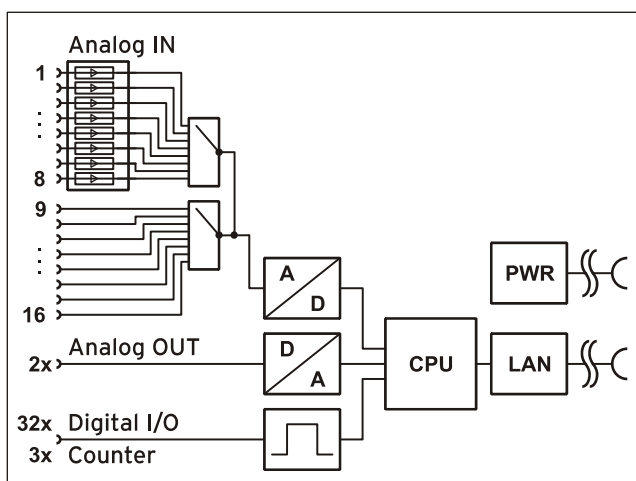 Analog IN
1
8
9
16
A
D
PWR
2x
Analog OUT
D
A
CPU
LAN
32x Digital I/O
3x Counter